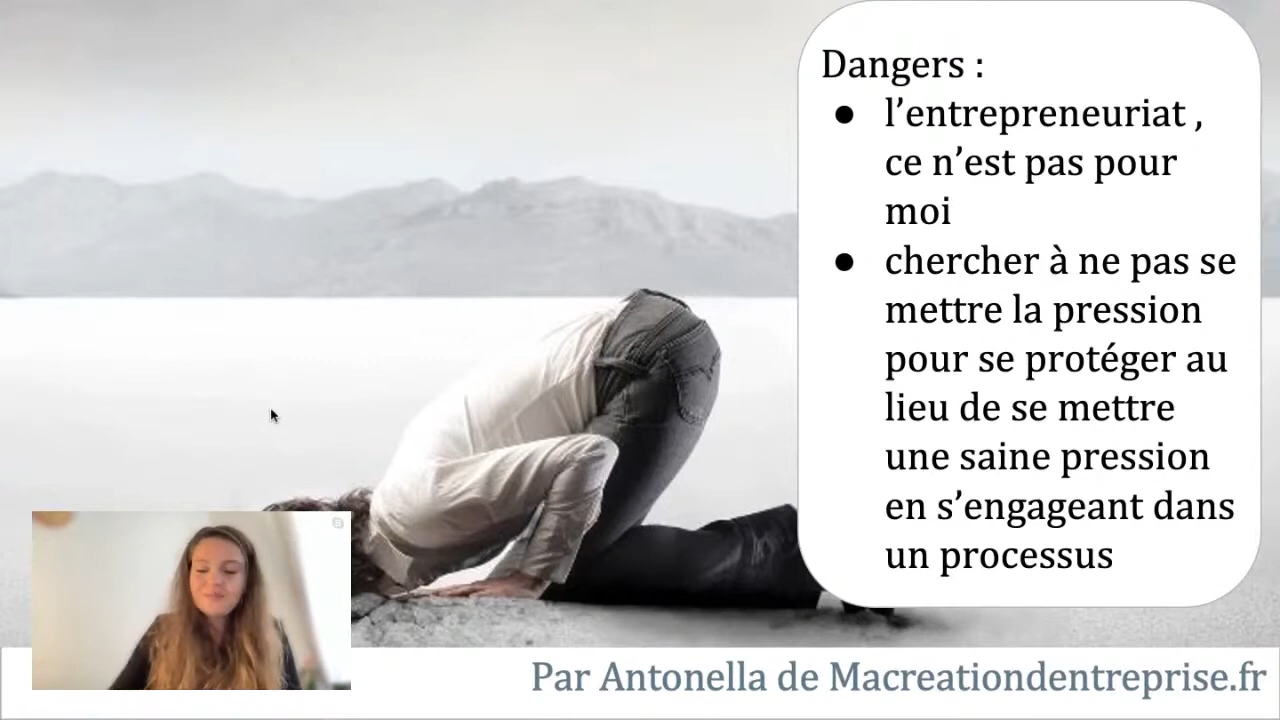 Dangers :
● l’entrepreneuriat ,
ce n’est pas pour
moi
● chercher à ne pas se
mettre la pression
pour se protéger au
lieu de se mettre
une saine pression
en s’engageant dans
un processus
Par Antonella de Macreationdentreprise.fr